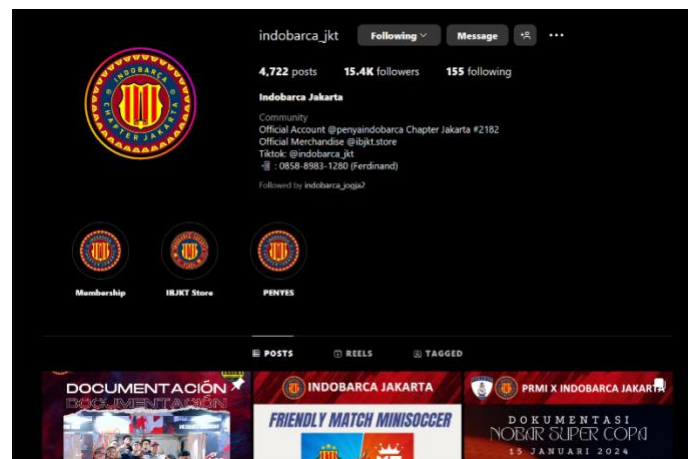 indobarca_jkt Following Message
4,722 posts 15.4K followers 155 following
Indobarca Jakarta
Community
Official Account @penyaindobarca Chapter Jakarta #2182
Official Merchandise @ibjkt.store
Tiktok: @indobarca_jkt
: 0858-8983-1280 (Ferdinand)
Followed by indobarca_jogja2
INDOBARCA
CHAPTER JAKARTA
Membership IBJKT Store PENYES
POSTS REELS TAGGED
DOCUMENTACIÓN
DOCUMENTACIÓN
INDOBARCA JAKARTA
FRIENDLY MATCH MINISOCCER
PRMI X INDOBARCA JAKARTA
DOKUMENTASI
NOBAR SUPER COPA
15 JANUARI 2024